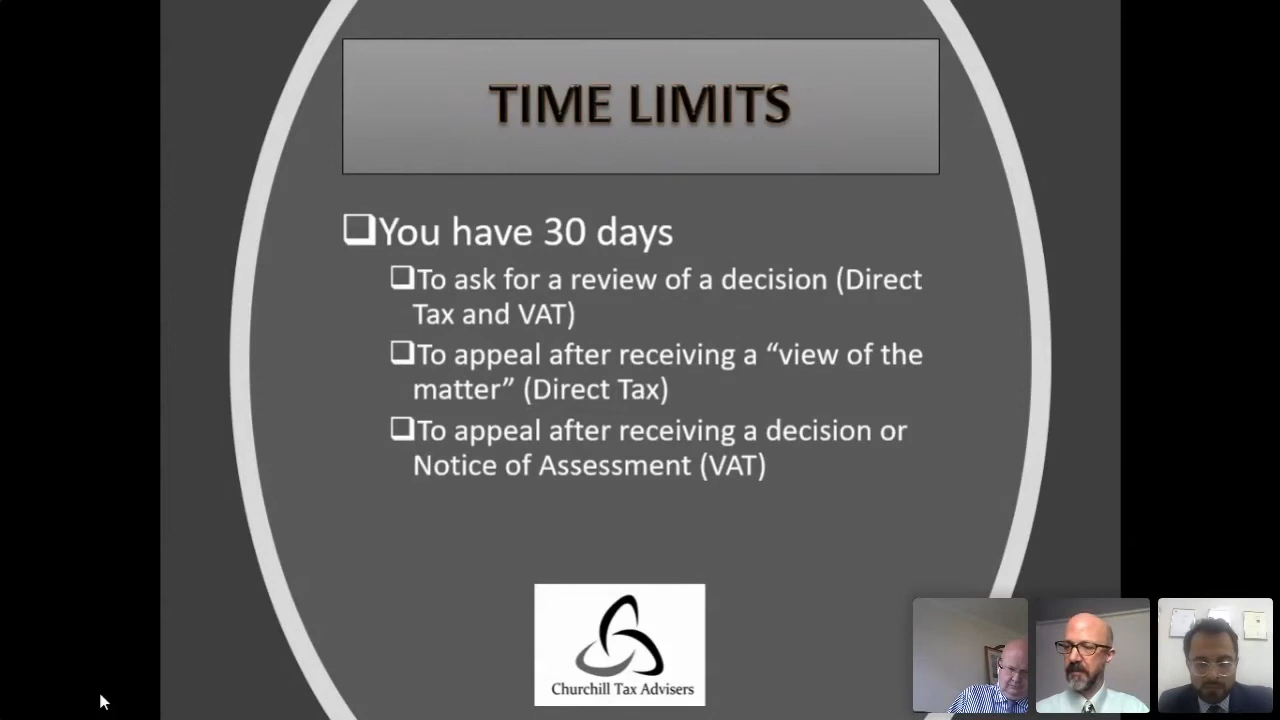 TIME LIMITS
❑You have 30 days
❑To ask for a review of a decision (Direct
Tax and VAT)
❑To appeal after receiving a “view of the
matter” (Direct Tax)
❑To appeal after receiving a decision or
Notice of Assessment (VAT)
Churchill Tax Advisers